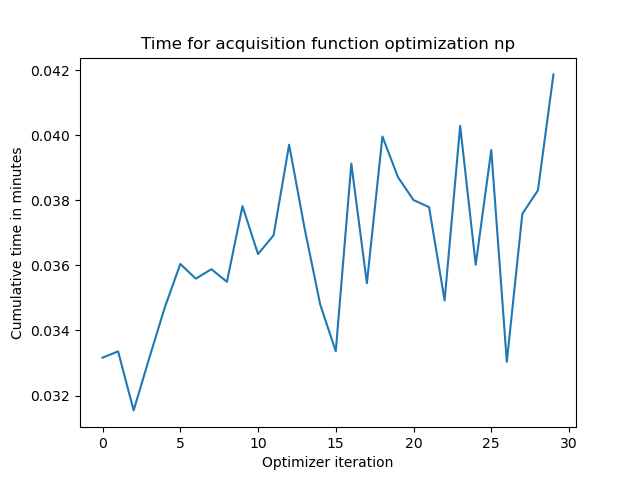 Time for acquisition function optimization np
0.042
0.040
0.038
0.036
0.034
0.032
Cumulative time in minutes
0 5 10 15 20 25 30
Optimizer iteration